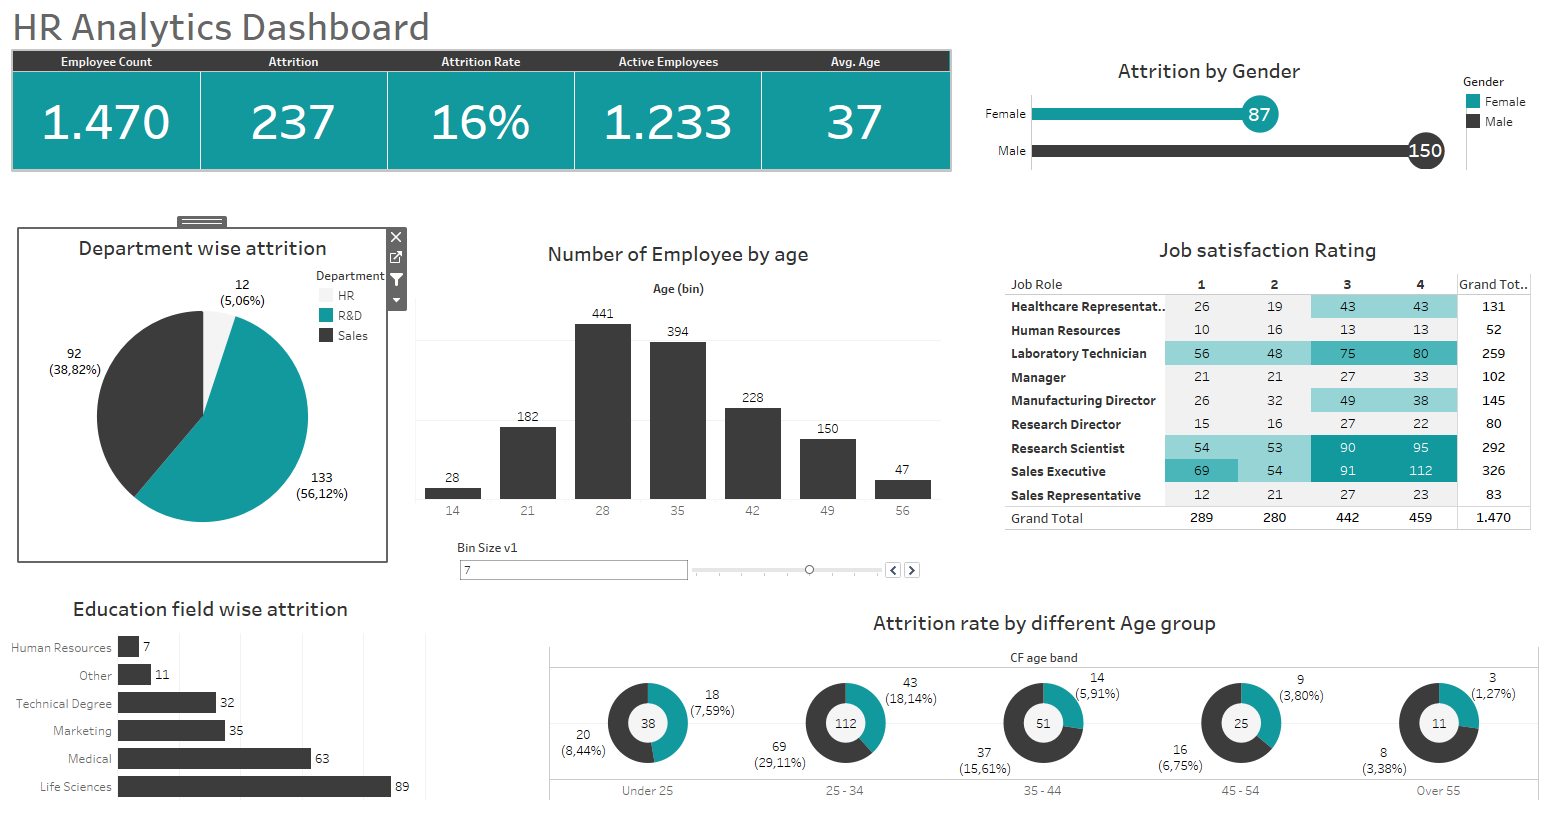 HR Analytics Dashboard
Employee Count Attrition Attrition Rate Active Employees Avg. Age
1.470 237 16% 1.233 37
Attrition by Gender
Female 87
Male 150
Gender
Female
Male
Department wise attrition
Department
HR
R&D
Sales
12
(5,06%)
92
(38,82%)
133
(56,12%)
Number of Employee by age
Age (bin)
28 182 441 394 228 150 47
14 21 28 35 42 49 56
Bin Size v1
7
Job satisfaction Rating
Job Role 1 2 3 4 Grand Tot..
Healthcare Representat.. 26 19 43 43 131
Human Resources 10 16 13 13 52
Laboratory Technician 56 48 75 80 259
Manager 21 21 27 33 102
Manufacturing Director 26 32 49 38 145
Research Director 15 16 27 22 80
Research Scientist 54 53 90 95 292
Sales Executive 69 54 91 112 326
Sales Representative 12 21 27 23 83
Grand Total 289 280 442 459 1.470
Education field wise attrition
Human Resources 7
Other 11
Technical Degree 32
Marketing 35
Medical 63
Life Sciences 89
Attrition rate by different Age group
CF age band
18
(7,59%)
38
20
(8,44%)
43
(18,14%)
112
69
(29,11%)
14
(5,91%)
51
37
(15,61%)
9
(3,80%)
25
16
(6,75%)
3
(1,27%)
11
8
(3,38%)
Under 25 25 - 34 35 - 44 45 - 54 Over 55